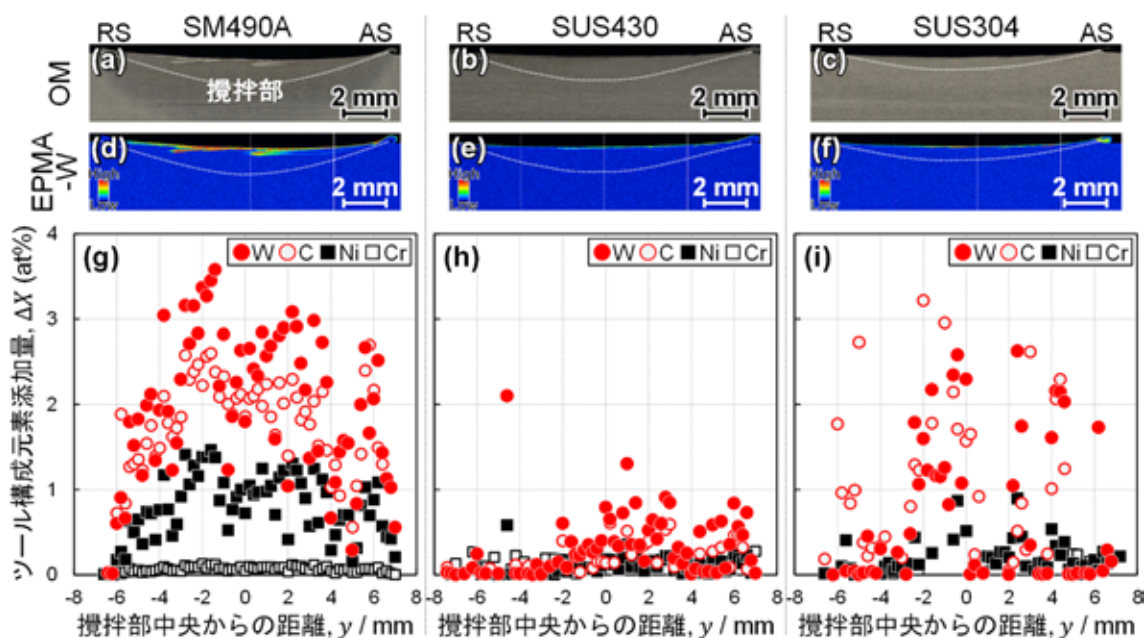 SM490A
SUS430
SUS304
RS
AS
RS
AS
RS
AS
OM
(a)
攪拌部
2 mm
(b)
2 mm
(c)
2 mm
EPMA
-W
(d)
High
Low
2 mm
(e)
High
Low
2 mm
(f)
High
Low
2 mm
ツール構成元素添加量, ΔX (at%)
4
3
2
1
0
(g)
W C Ni Cr
(h)
W C Ni Cr
(i)
W C Ni Cr
-8 -6 -4 -2 0 2 4 6 8
-8 -6 -4 -2 0 2 4 6 8
-8 -6 -4 -2 0 2 4 6 8
攪拌部中央からの距離, y / mm
攪拌部中央からの距離, y / mm
攪拌部中央からの距離, y / mm